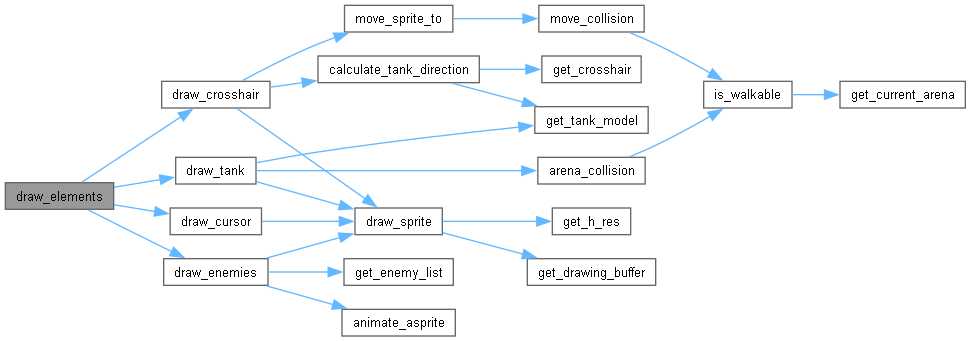 move_sprite_to
move_collision
calculate_tank_direction
get_crosshair
draw_crosshair
is_walkable
get_current_arena
get_tank_model
draw_tank
arena_collision
draw_elements
draw_cursor
draw_sprite
get_h_res
draw_enemies
get_enemy_list
get_drawing_buffer
animate_asprite